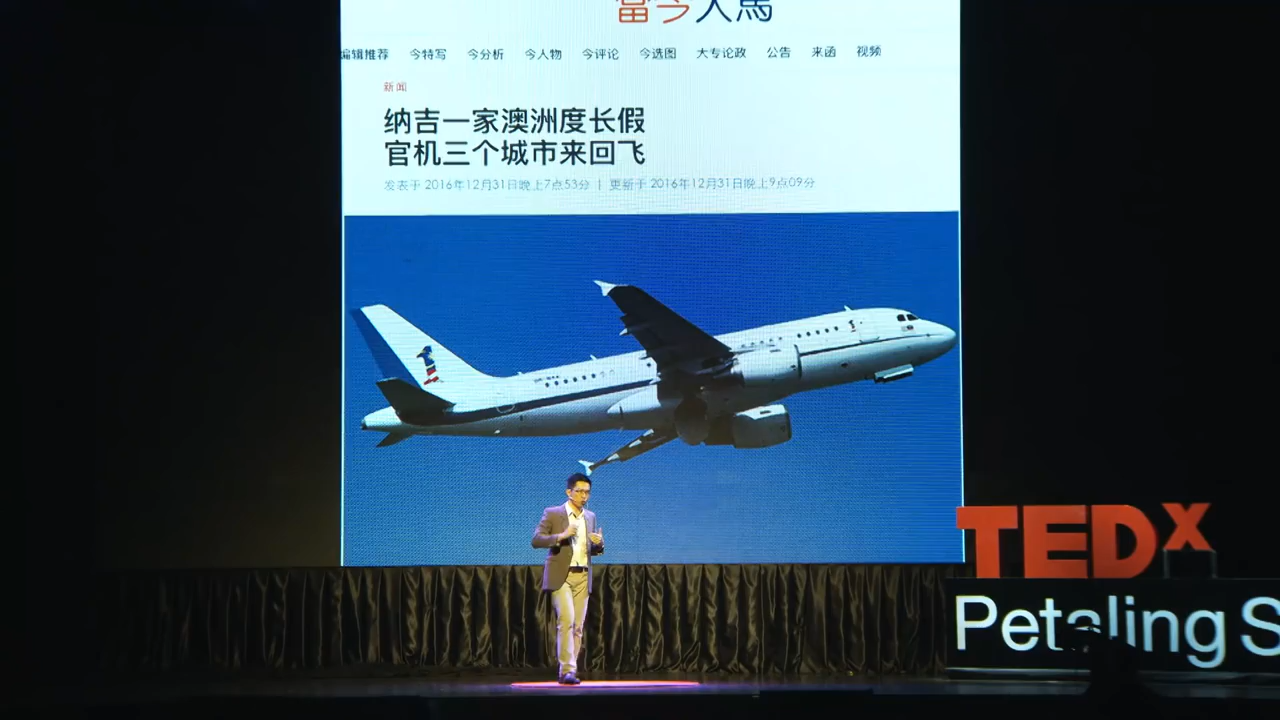 當今大馬
编辑推荐 今特写 今分析 今人物 今评论 今选图 大专论政 公告 来函 视频
新闻
纳吉一家澳洲度长假
官机三个城市来回飞
发表于 2016年12月31日晚上7点53分 | 更新于 2016年12月31日晚上9点09分
TEDx
Petaling S